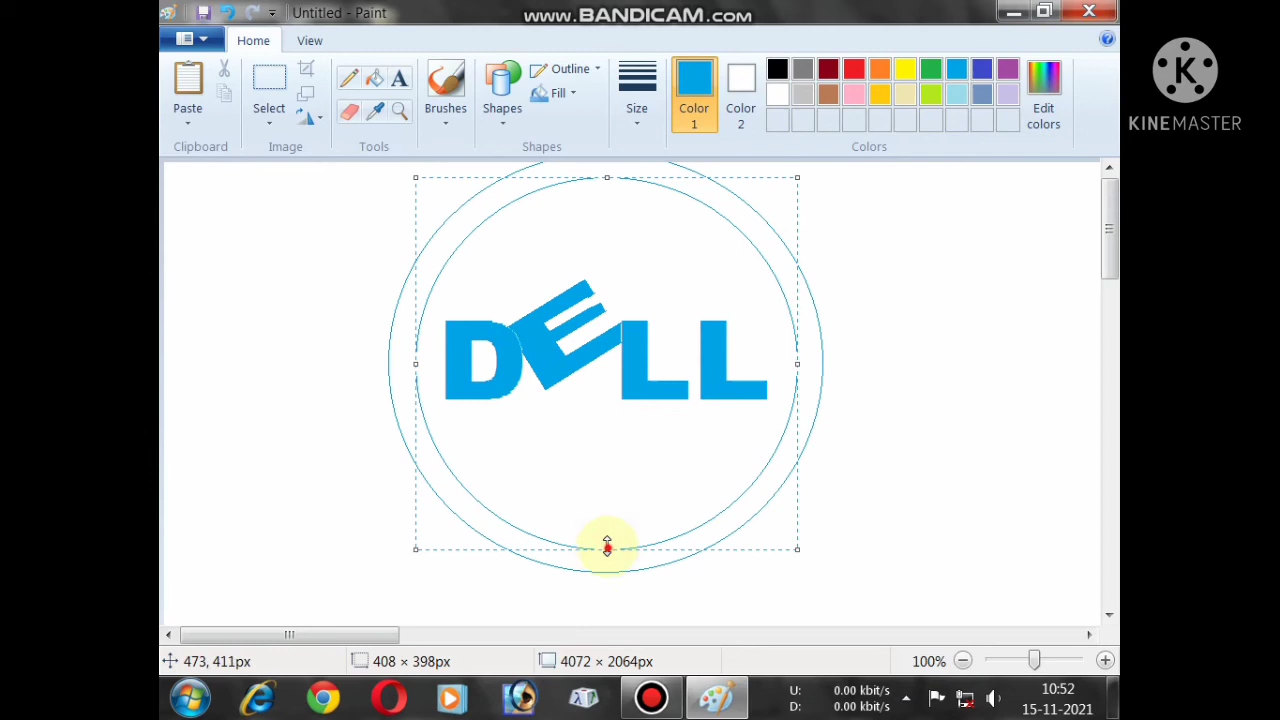 Untitled - Paint
www.BANDICAM.com
Home
View
Paste
Select
Brushes
Shapes
Outline
Fill
Size
Color
1
Color
2
Edit
colors
Clipboard
Image
Tools
Shapes
Colors
K
KINEMASTER
DELL
473, 411px
408 × 398px
4072 × 2064px
100%
U:
0.00 kbit/s
D:
0.00 kbit/s
10:52
15-11-2021